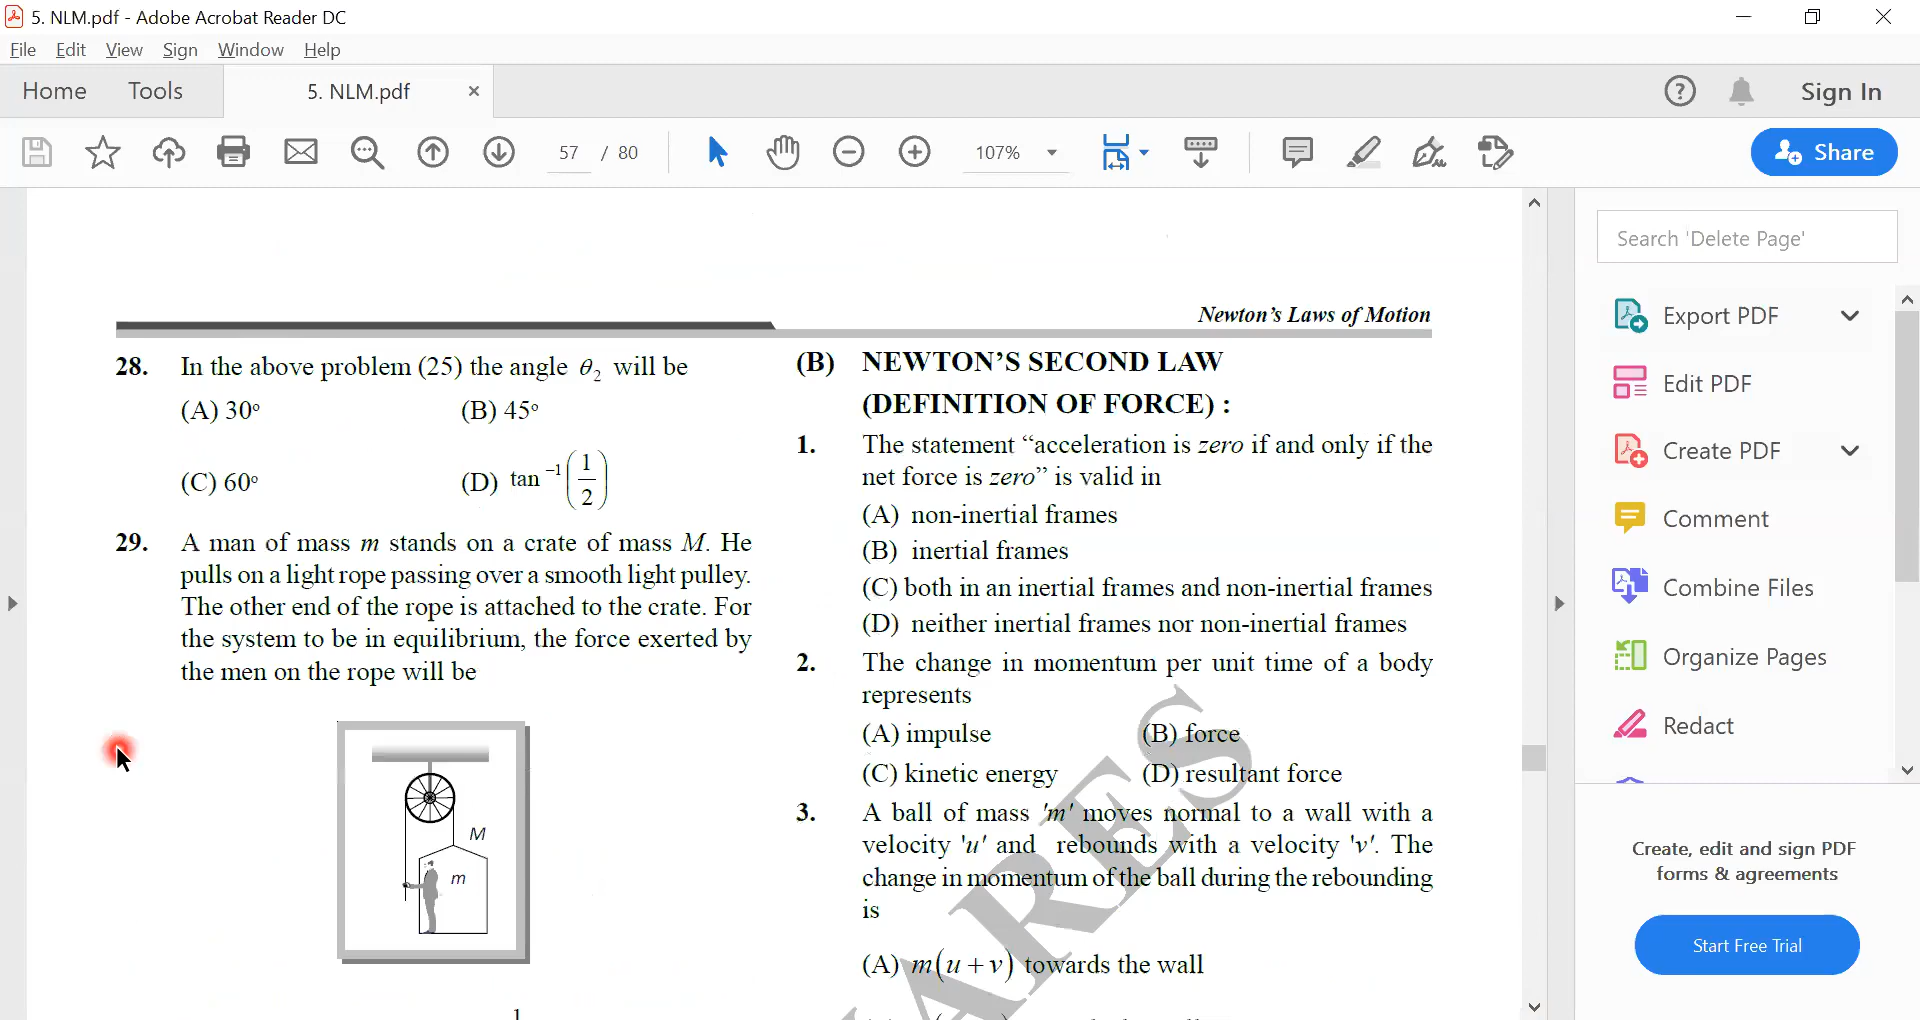 5. NLM.pdf - Adobe Acrobat Reader DC
File Edit View Sign Window Help
Home Tools 5. NLM.pdf × Sign In
57 / 80 107% Share
Newton's Laws of Motion
28. In the above problem (25) the angle θ₂ will be
(A) 30° (B) 45°
(C) 60° (D) tan⁻¹(1/2)
29. A man of mass m stands on a crate of mass M. He
pulls on a light rope passing over a smooth light pulley.
The other end of the rope is attached to the crate. For
the system to be in equilibrium, the force exerted by
the men on the rope will be
M
m
1
(B) NEWTON'S SECOND LAW
(DEFINITION OF FORCE) :
1. The statement “acceleration is zero if and only if the
net force is zero” is valid in
(A) non-inertial frames
(B) inertial frames
(C) both in an inertial frames and non-inertial frames
(D) neither inertial frames nor non-inertial frames
2. The change in momentum per unit time of a body
represents
(A) impulse (B) force
(C) kinetic energy (D) resultant force
3. A ball of mass 'm' moves normal to a wall with a
velocity 'u' and rebounds with a velocity 'v'. The
change in momentum of the ball during the rebounding
is
(A) m(u+v) towards the wall
ARES
Search 'Delete Page'
Export PDF
Edit PDF
Create PDF
Comment
Combine Files
Organize Pages
Redact
Create, edit and sign PDF
forms & agreements
Start Free Trial